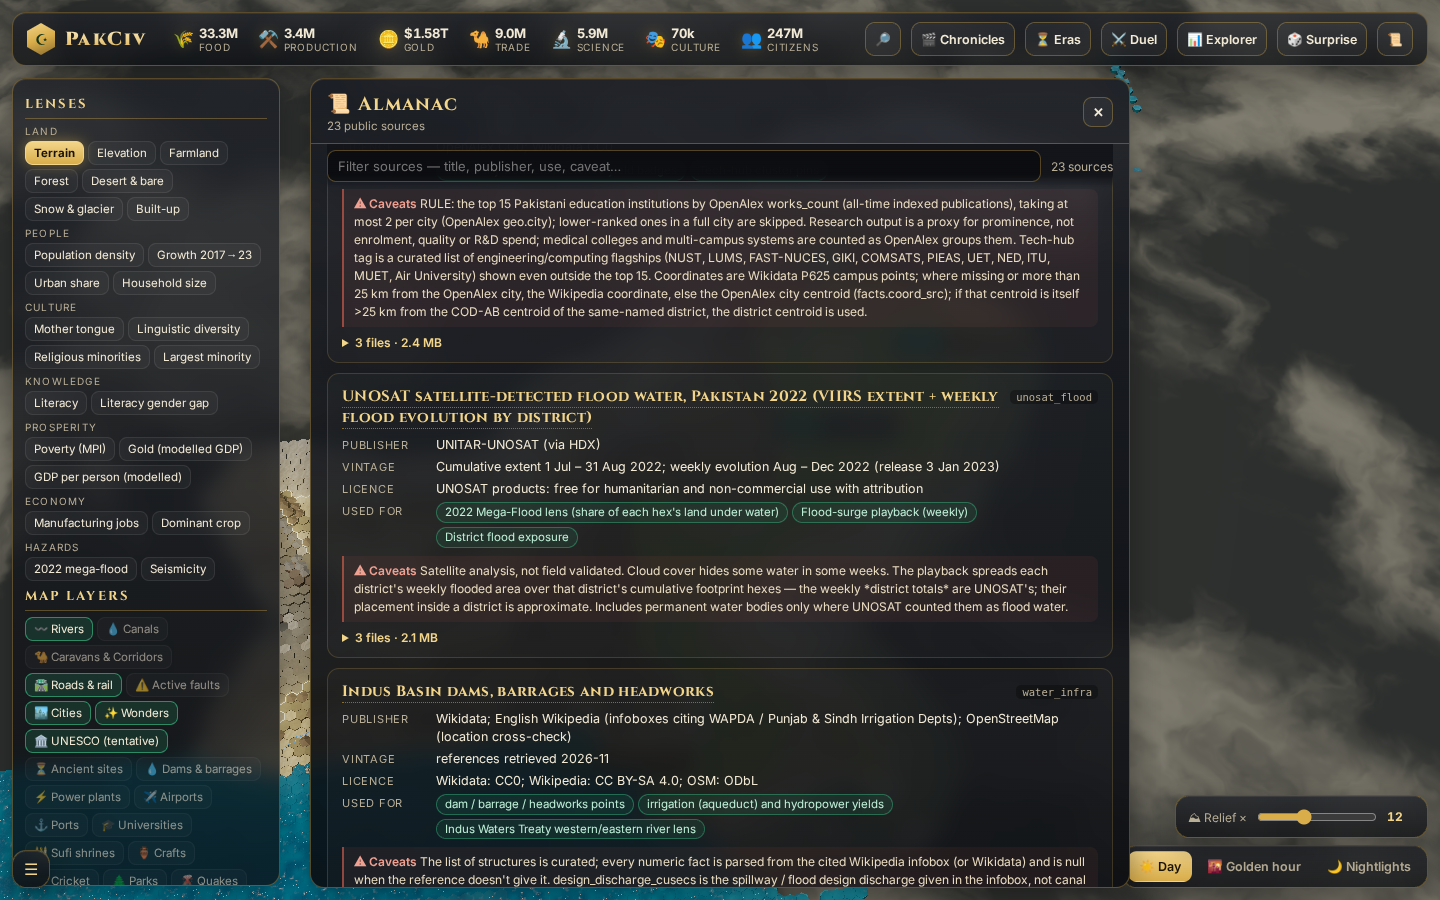 PakCiv
33.3M
FOOD
3.4M
PRODUCTION
$1.58T
GOLD
9.0M
TRADE
5.9M
SCIENCE
70k
CULTURE
247M
CITIZENS
Chronicles
Eras
Duel
Explorer
Surprise
LENSES
LAND
Terrain
Elevation
Farmland
Forest
Desert & bare
Snow & glacier
Built-up
PEOPLE
Population density
Growth 2017→23
Urban share
Household size
CULTURE
Mother tongue
Linguistic diversity
Religious minorities
Largest minority
KNOWLEDGE
Literacy
Literacy gender gap
PROSPERITY
Poverty (MPI)
Gold (modelled GDP)
GDP per person (modelled)
ECONOMY
Manufacturing jobs
Dominant crop
HAZARDS
2022 mega-flood
Seismicity
MAP LAYERS
Rivers
Canals
Caravans & Corridors
Roads & rail
Active faults
Cities
Wonders
UNESCO (tentative)
Ancient sites
Dams & barrages
Power plants
Airports
Ports
Universities
Sufi shrines
Crafts
Cricket
Parks
Quakes
Almanac
23 public sources
×
Filter sources — title, publisher, use, caveat...
23 sources
⚠ Caveats RULE: the top 15 Pakistani education institutions by OpenAlex works_count (all-time indexed publications), taking at
most 2 per city (OpenAlex geo.city); lower-ranked ones in a full city are skipped. Research output is a proxy for prominence, not
enrolment, quality or R&D spend; medical colleges and multi-campus systems are counted as OpenAlex groups them. Tech-hub
tag is a curated list of engineering/computing flagships (NUST, LUMS, FAST-NUCES, GIKI, COMSATS, PIEAS, UET, NED, ITU,
MUET, Air University) shown even outside the top 15. Coordinates are Wikidata P625 campus points; where missing or more than
25 km from the OpenAlex city, the Wikipedia coordinate, else the OpenAlex city centroid (facts.coord_src); if that centroid is itself
>25 km from the COD-AB centroid of the same-named district, the district centroid is used.
▶ 3 files · 2.4 MB
UNOSAT satellite-detected flood water, Pakistan 2022 (VIIRS extent + weekly
flood evolution by district)
unosat_flood
PUBLISHER
UNITAR-UNOSAT (via HDX)
VINTAGE
Cumulative extent 1 Jul – 31 Aug 2022; weekly evolution Aug – Dec 2022 (release 3 Jan 2023)
LICENCE
UNOSAT products: free for humanitarian and non-commercial use with attribution
USED FOR
2022 Mega-Flood lens (share of each hex's land under water)
Flood-surge playback (weekly)
District flood exposure
⚠ Caveats Satellite analysis, not field validated. Cloud cover hides some water in some weeks. The playback spreads each
district's weekly flooded area over that district's cumulative footprint hexes — the weekly *district totals* are UNOSAT's; their
placement inside a district is approximate. Includes permanent water bodies only where UNOSAT counted them as flood water.
▶ 3 files · 2.1 MB
Indus Basin dams, barrages and headworks
water_infra
PUBLISHER
Wikidata; English Wikipedia (infoboxes citing WAPDA / Punjab & Sindh Irrigation Depts); OpenStreetMap
(location cross-check)
VINTAGE
references retrieved 2026-11
LICENCE
Wikidata: CC0; Wikipedia: CC BY-SA 4.0; OSM: ODbL
USED FOR
dam / barrage / headworks points
irrigation (aqueduct) and hydropower yields
Indus Waters Treaty western/eastern river lens
⚠ Caveats The list of structures is curated; every numeric fact is parsed from the cited Wikipedia infobox (or Wikidata) and is null
when the reference doesn't give it. design_discharge_cusecs is the spillway / flood design discharge given in the infobox, not canal
Relief ×
12
Day
Golden hour
Nightlights